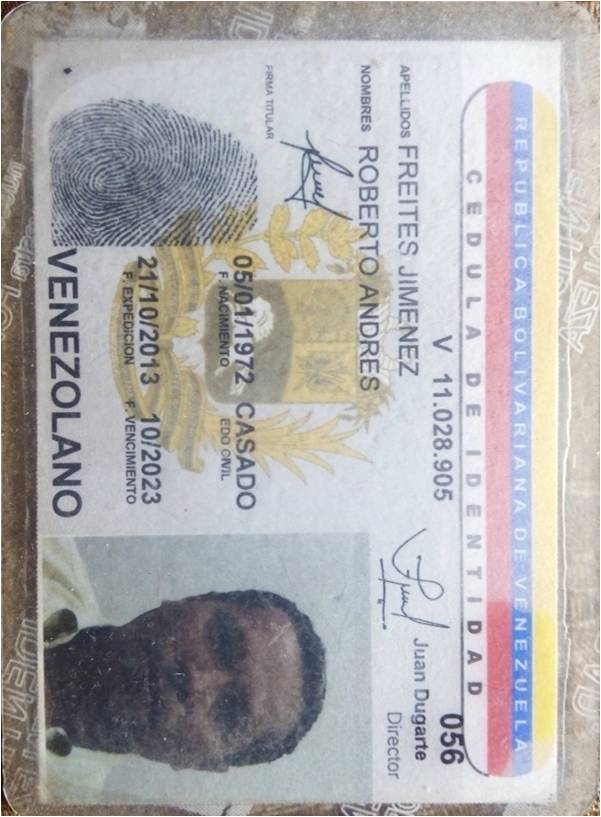 REPUBLICA BOLIVARIANA DE VENEZUELA
CEDULA DE IDENTIDAD
V 11.028.905
056
APELLIDOS FREITES JIMENEZ
NOMBRES ROBERTO ANDRES
Juan Dugarte
Director
FIRMA TITULAR
05/01/1972 CASADO
F. NACIMIENTO EDO CIVIL
21/10/2013 10/2023
F. EXPEDICION F. VENCIMIENTO
VENEZOLANO